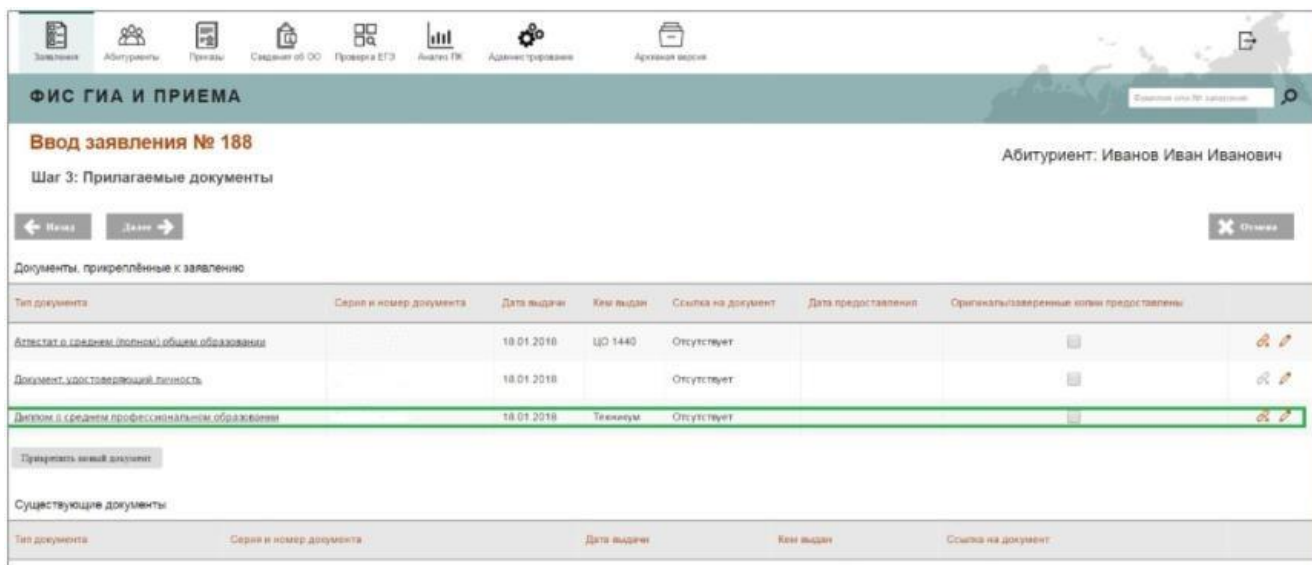 Заявления Абитуриенты Приказы Сведения об ОО Проверка ЕГЭ Анализ ПК Администрирование Архивная версия
ФИС ГИА И ПРИЕМА
Фамилия или № заявления
Ввод заявления № 188
Абитуриент: Иванов Иван Иванович
Шаг 3: Прилагаемые документы
Назад Далее Отмена
Документы, прикреплённые к заявлению
Тип документа Серия и номер документа Дата выдачи Кем выдан Ссылка на документ Дата предоставления Оригиналы/заверенные копии предоставлены
Аттестат о среднем (полном) общем образовании 18.01.2018 ЦО 1440 Отсутствует
Документ, удостоверяющий личность 18.01.2018 Отсутствует
Диплом о среднем профессиональном образовании 18.01.2018 Техникум Отсутствует
Прикрепить новый документ
Существующие документы
Тип документа Серия и номер документа Дата выдачи Кем выдан Ссылка на документ